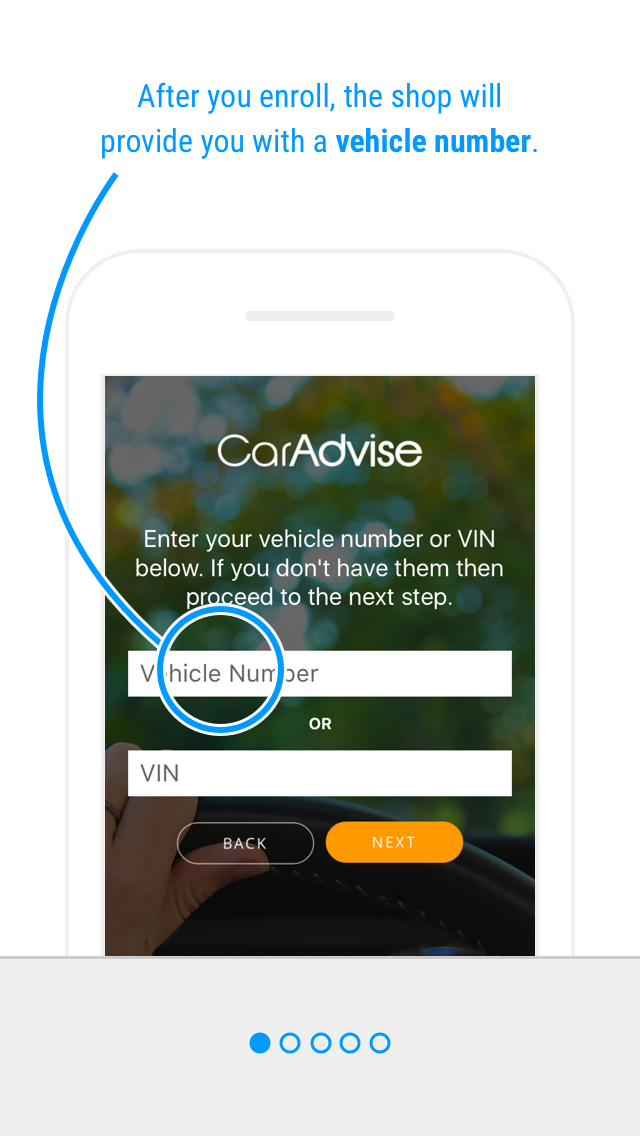 After you enroll, the shop will
provide you with a vehicle number.
CarAdvise
Enter your vehicle number or VIN
below. If you don't have them then
proceed to the next step.
Vehicle Number
OR
VIN
BACK NEXT